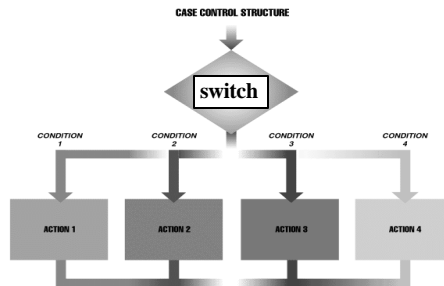 CASE CONTROL STRUCTURE
switch
CONDITION 1
CONDITION 2
CONDITION 3
CONDITION 4
ACTION 1
ACTION 2
ACTION 3
ACTION 4